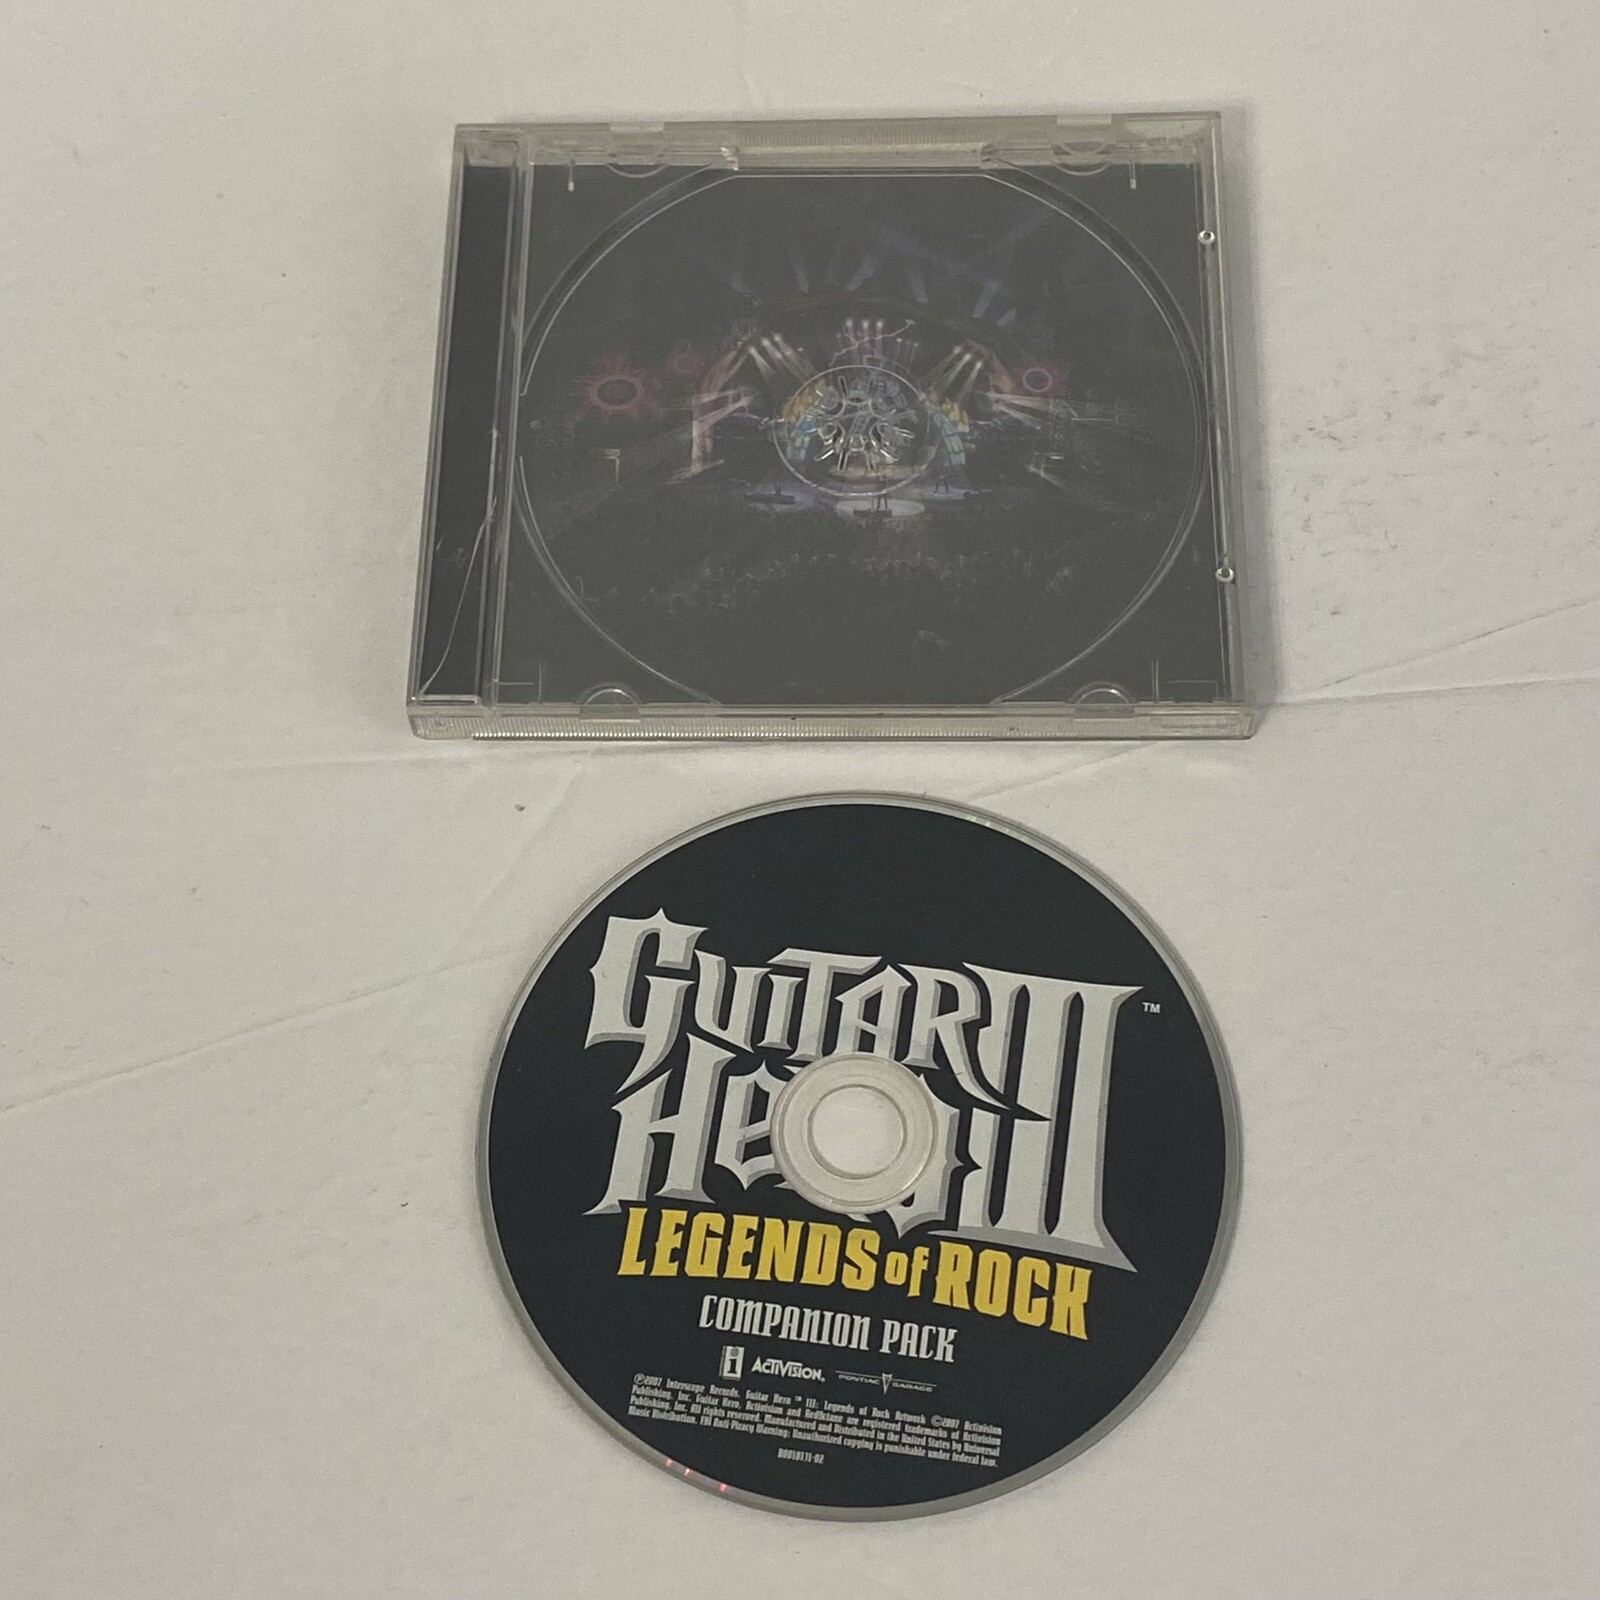 GUITAR
HERO III ™
LEGENDS of ROCK
COMPANION PACK
i ACTIVISION. PONTIAC GARAGE
Ⓟ2007 Interscope Records. Guitar Hero ™ III: Legends of Rock Artwork ©2007 Activision
Publishing, Inc. Guitar Hero, Activision and RedOctane are registered trademarks of Activision
Publishing, Inc. All rights reserved. Manufactured and Distributed in the United States by Universal
Music Distribution. FBI Anti-Piracy Warning: Unauthorized copying is punishable under federal law.
B0010171-02